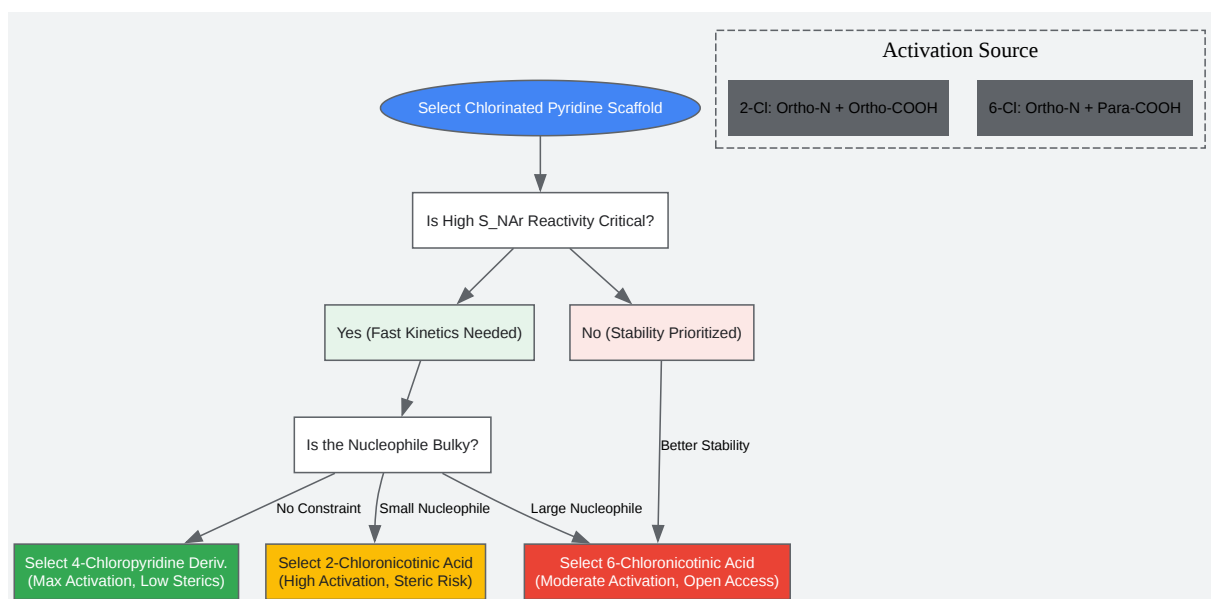 Activation Source
2-Cl: Ortho-N + Ortho-COOH
6-Cl: Ortho-N + Para-COOH
Select Chlorinated Pyridine Scaffold
Is High S_NAr Reactivity Critical?
Yes (Fast Kinetics Needed)
No (Stability Prioritized)
Is the Nucleophile Bulky?
Better Stability
No Constraint
Small Nucleophile
Large Nucleophile
Select 4-Chloropyridine Deriv.
(Max Activation, Low Sterics)
Select 2-Chloronicotinic Acid
(High Activation, Steric Risk)
Select 6-Chloronicotinic Acid
(Moderate Activation, Open Access)